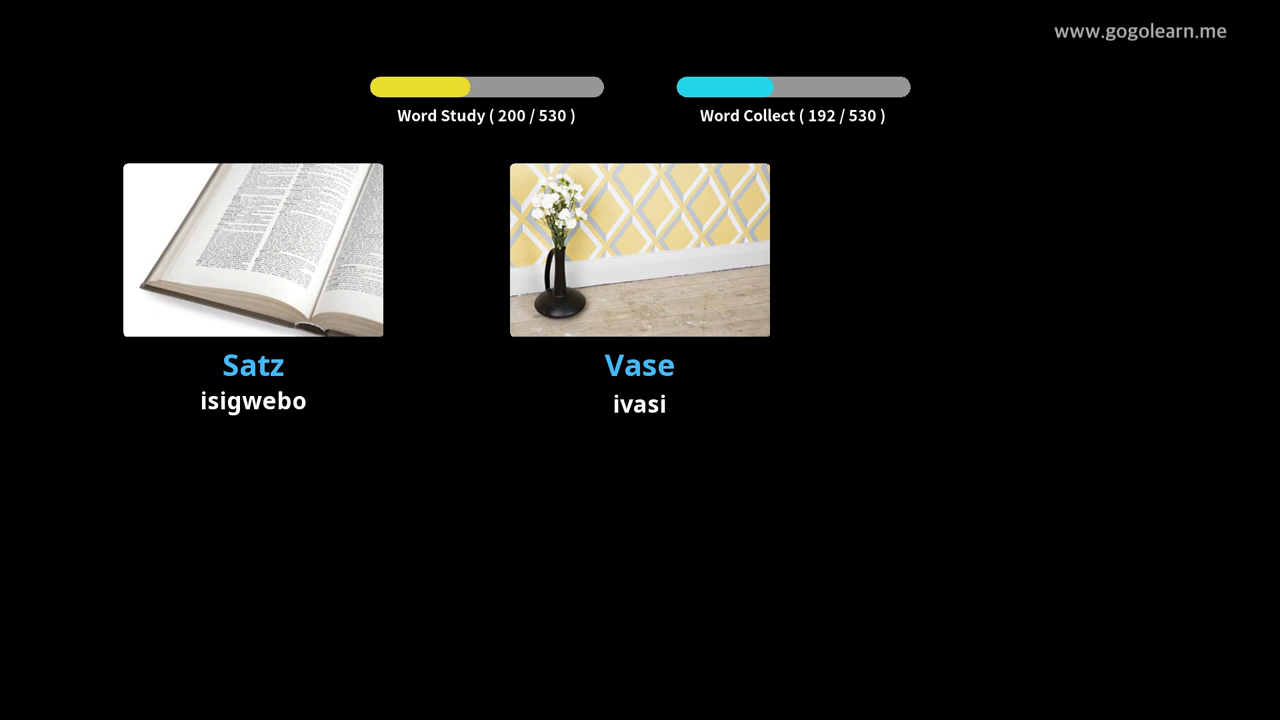 www.gogolearn.me
Word Study ( 200 / 530 )
Word Collect ( 192 / 530 )
Satz
isigwebo
Vase
ivasi